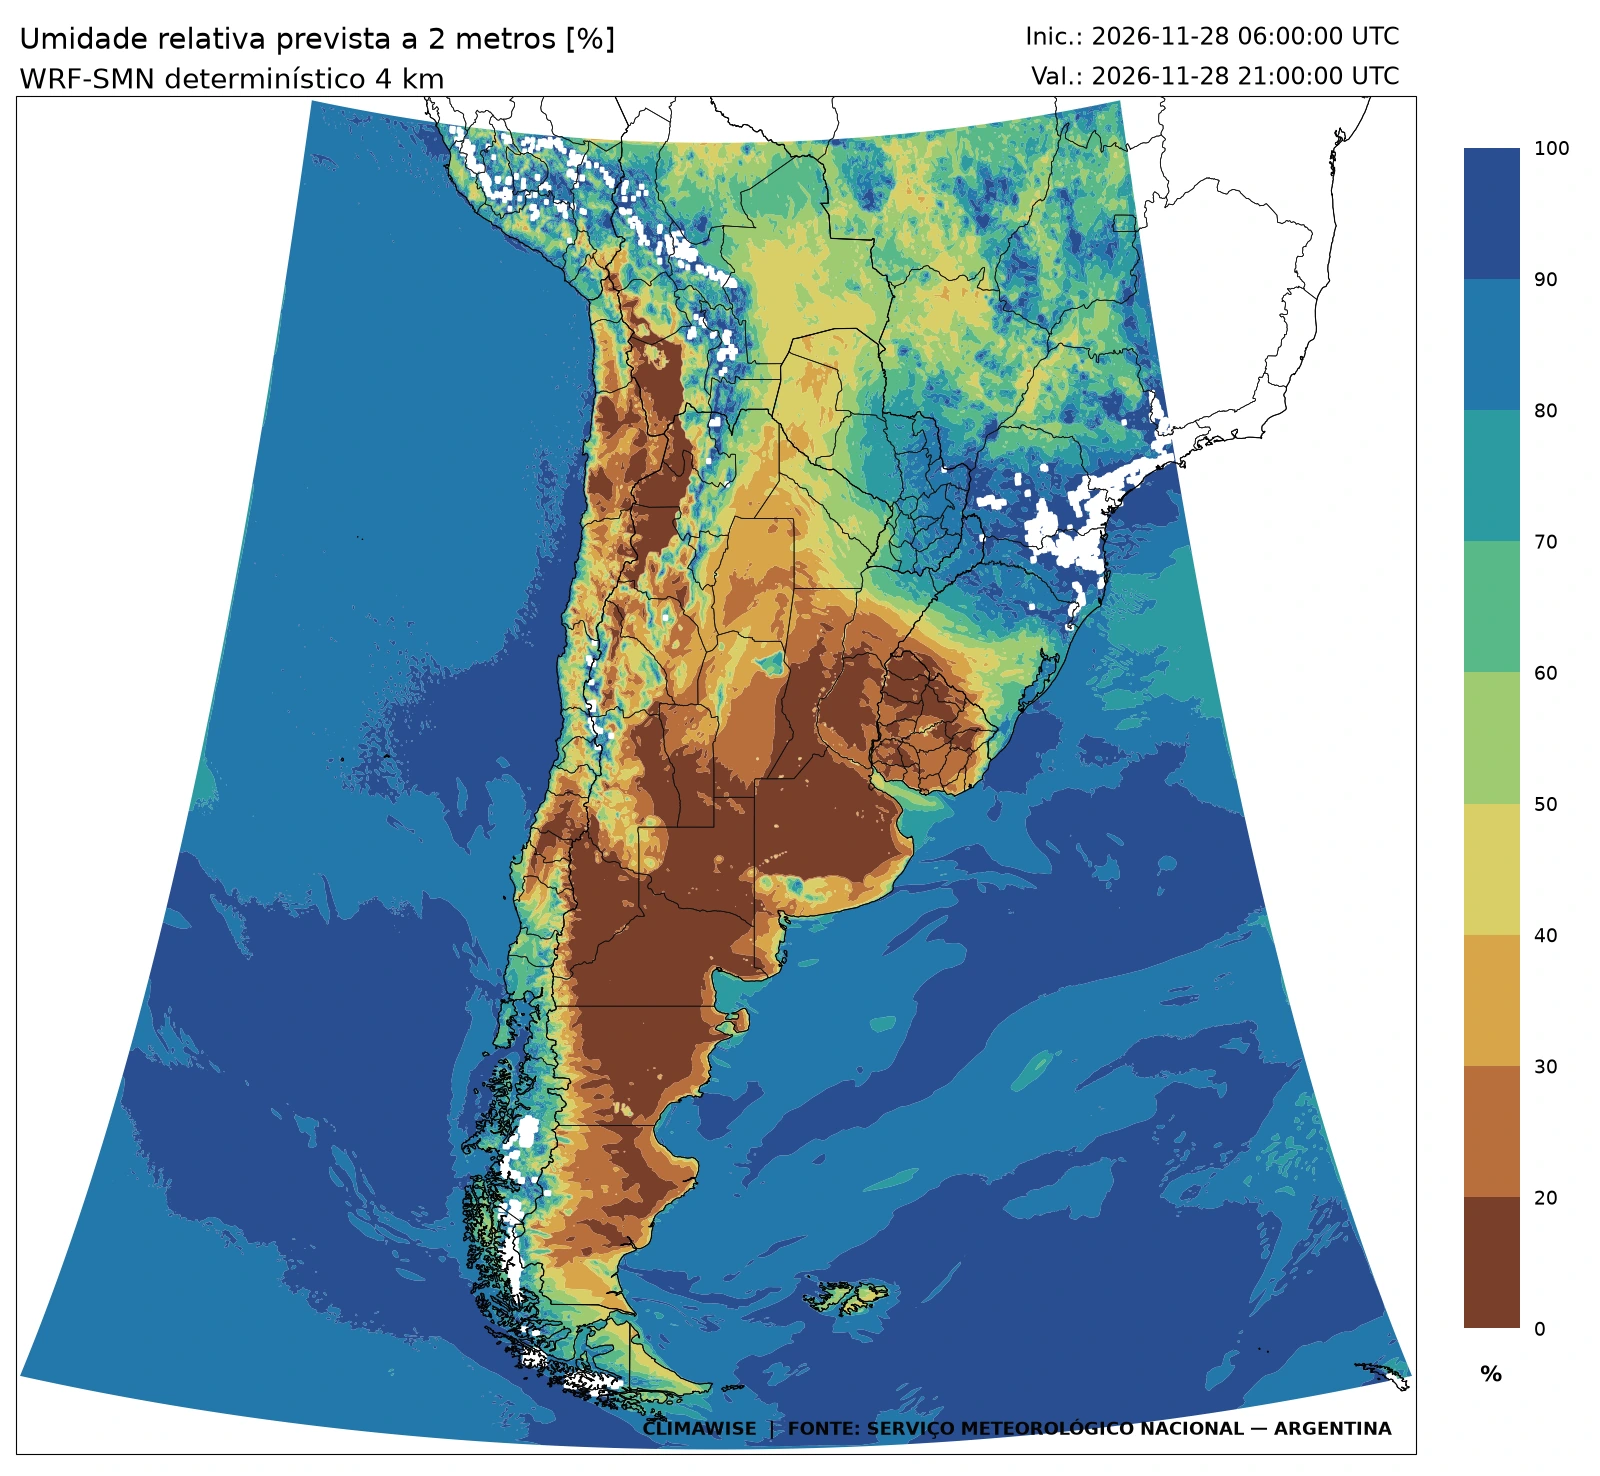 Umidade relativa prevista a 2 metros [%]
WRF-SMN determinístico 4 km
Inic.: 2026-11-28 06:00:00 UTC
Val.: 2026-11-28 21:00:00 UTC
100
90
80
70
60
50
40
30
20
0
%
CLIMAWISE | FONTE: SERVIÇO METEOROLÓGICO NACIONAL — ARGENTINA